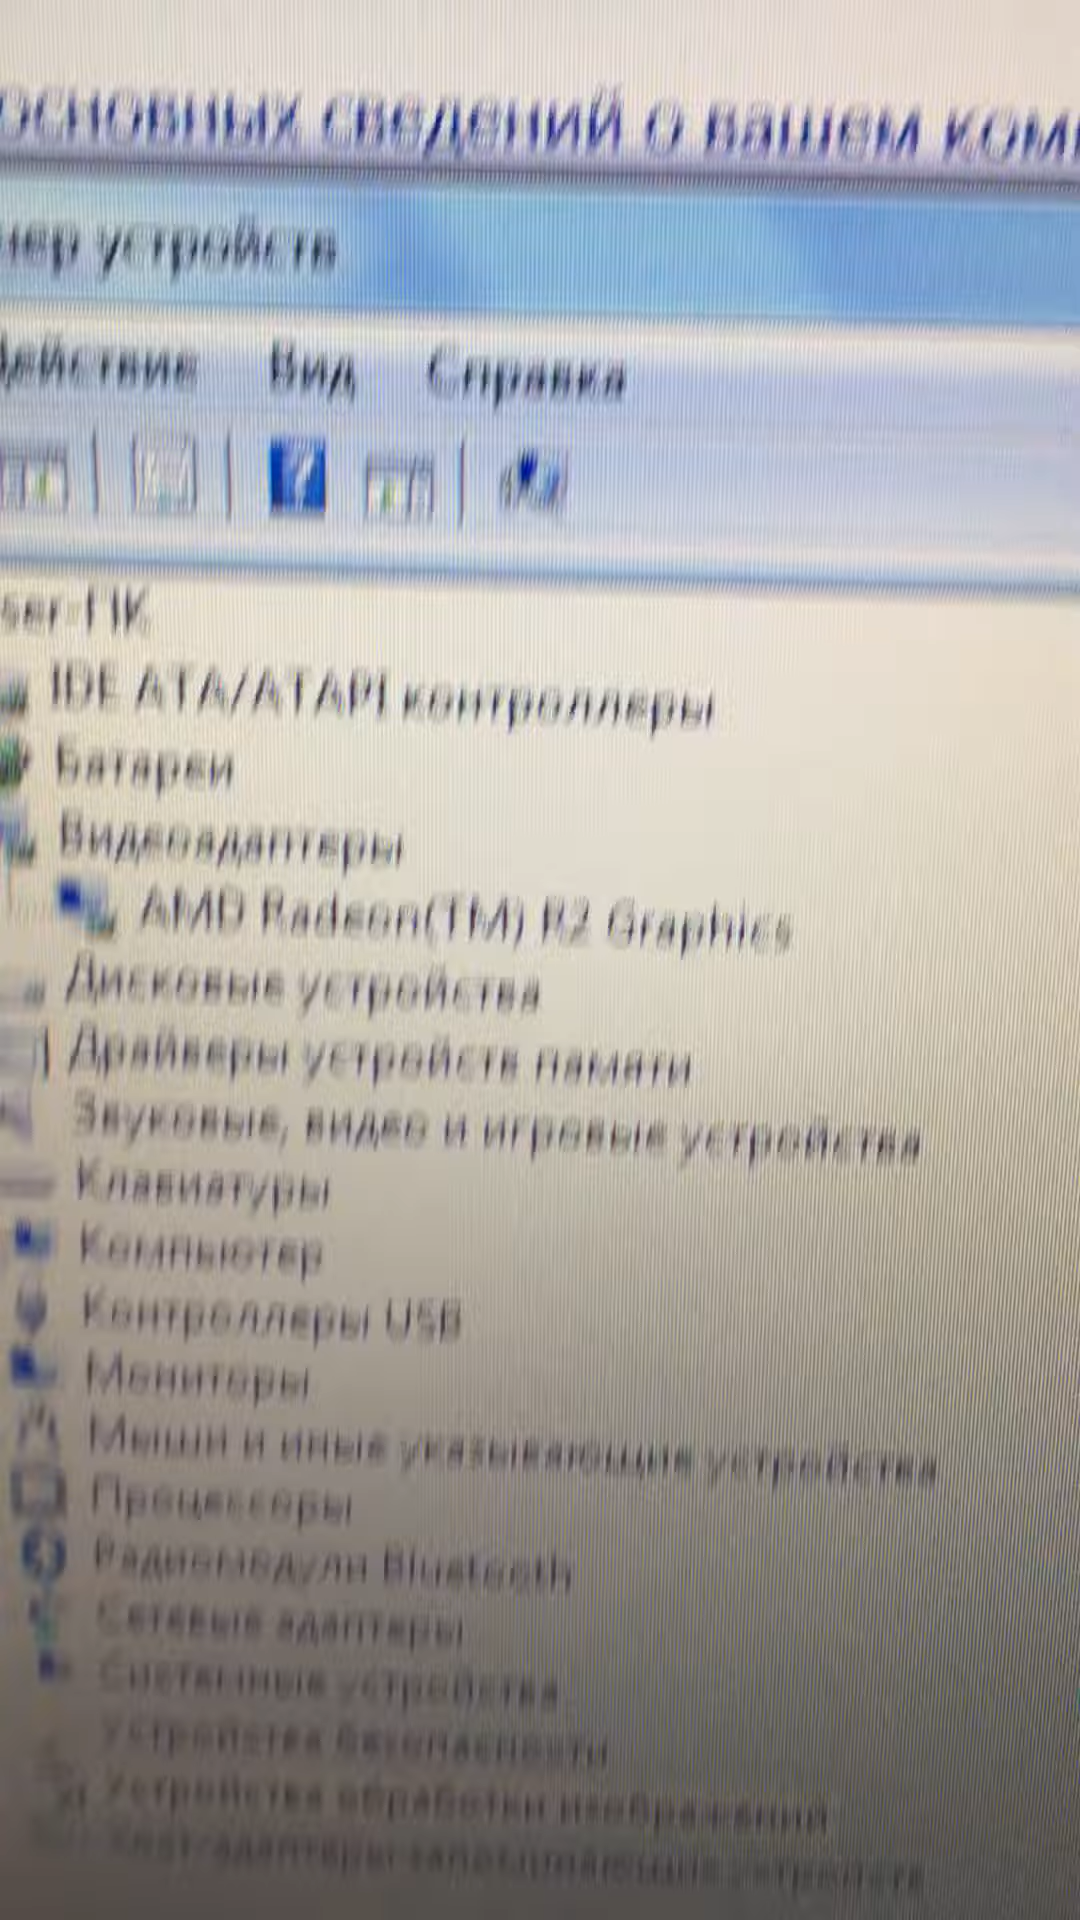 основных сведений о вашем
устройств
Действие Вид Справка
IDE ATA/ATAPI контроллеры
Батареи
Видеоадаптеры
AMD Radeon(TM) R2 Graphics
Дисковые устройства
Драйверы устройств памяти
Звуковые, видео и игровые устройства
Клавиатуры
Компьютер
Контроллеры USB
Мониторы
Мыши и иные указывающие устройства
Процессоры
Радиомодули Bluetooth
Сетевые адаптеры
Системные устройства
Устройства безопасности
Устройства обработки изображений